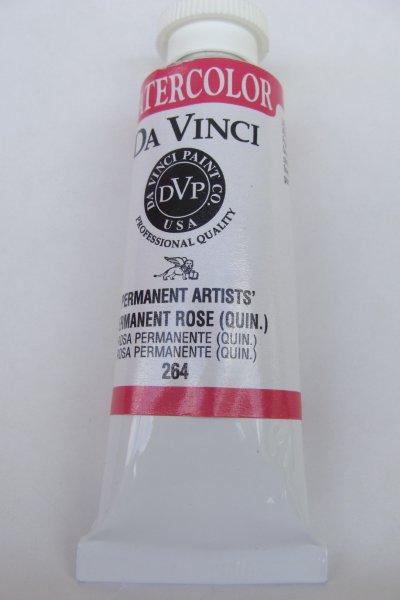 WATERCOLOR
DA VINCI
DA VINCI PAINT CO.
DVP
USA
PROFESSIONAL QUALITY
PERMANENT ARTISTS'
PERMANENT ROSE (QUIN.)
ROSA PERMANENTE (QUIN.)
ROSA PERMANENTE (QUIN.)
264